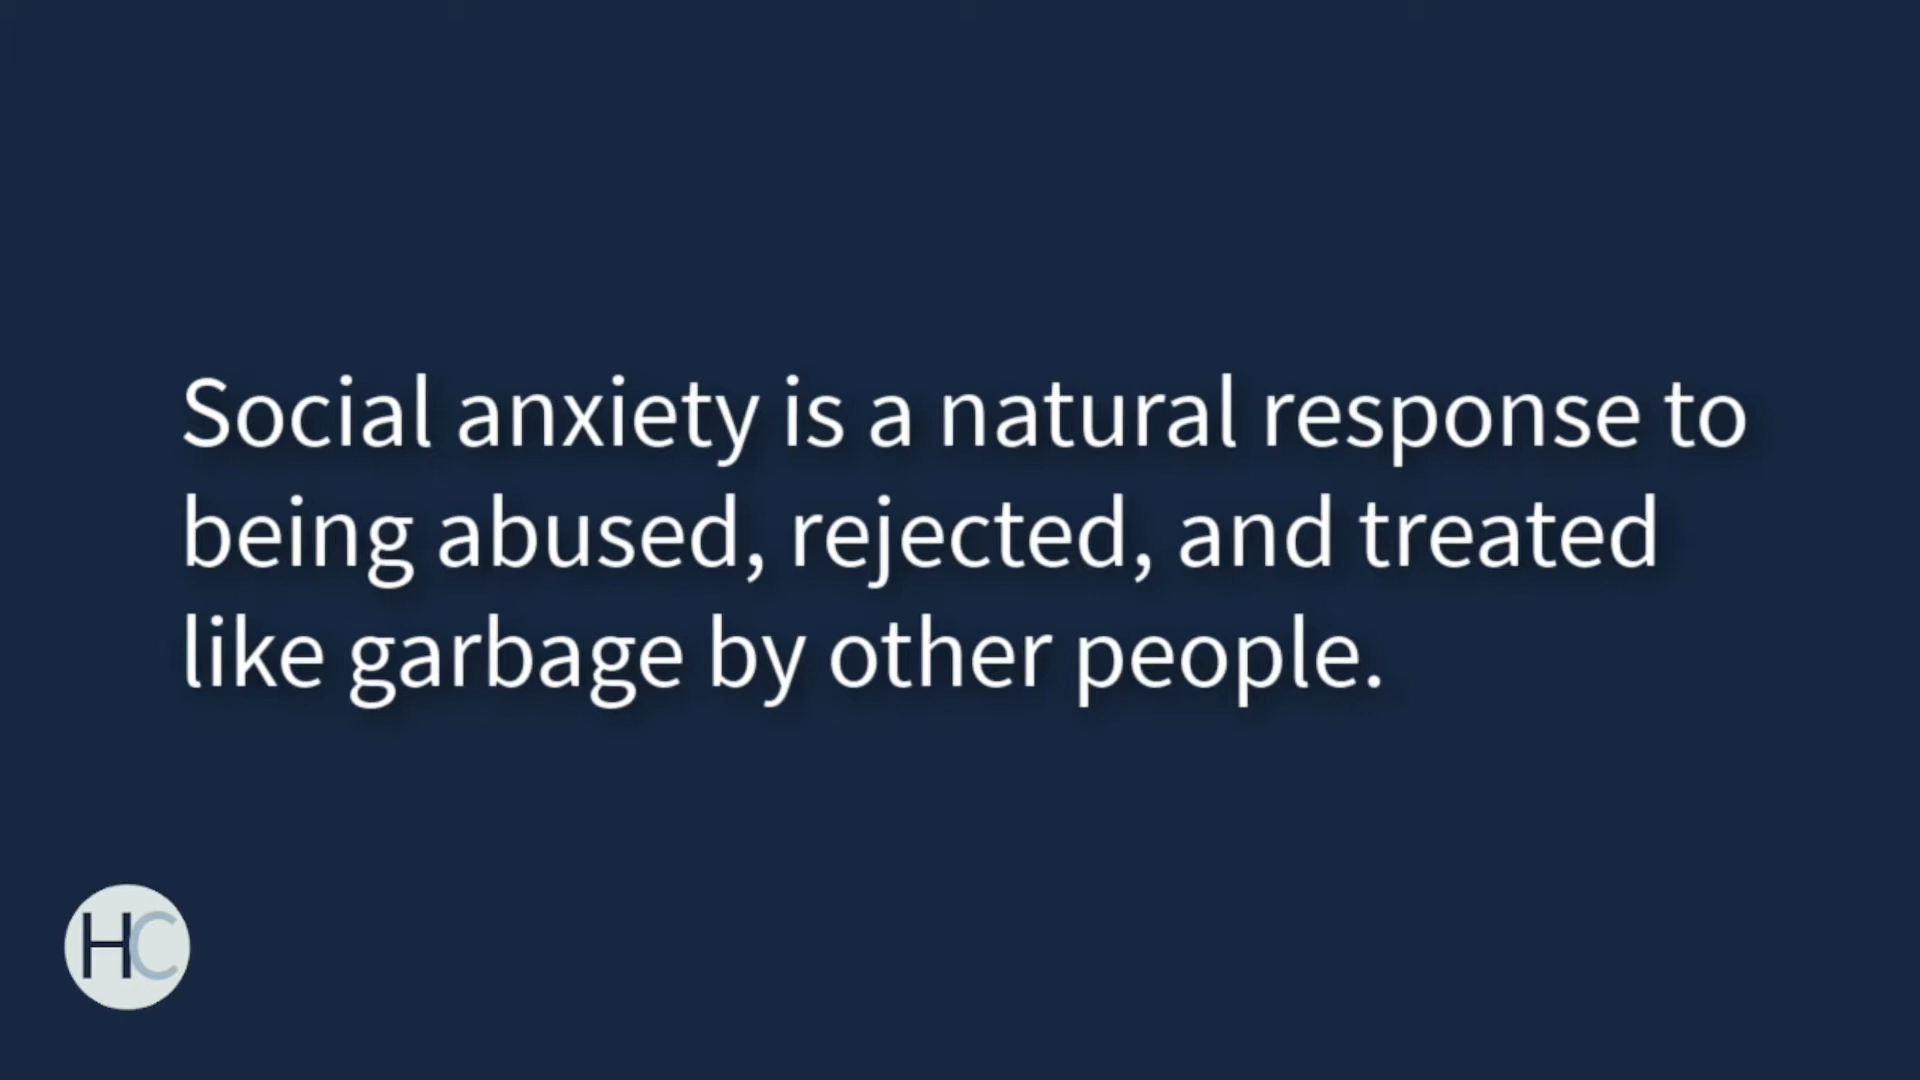 Social anxiety is a natural response to
being abused, rejected, and treated
like garbage by other people.
HC